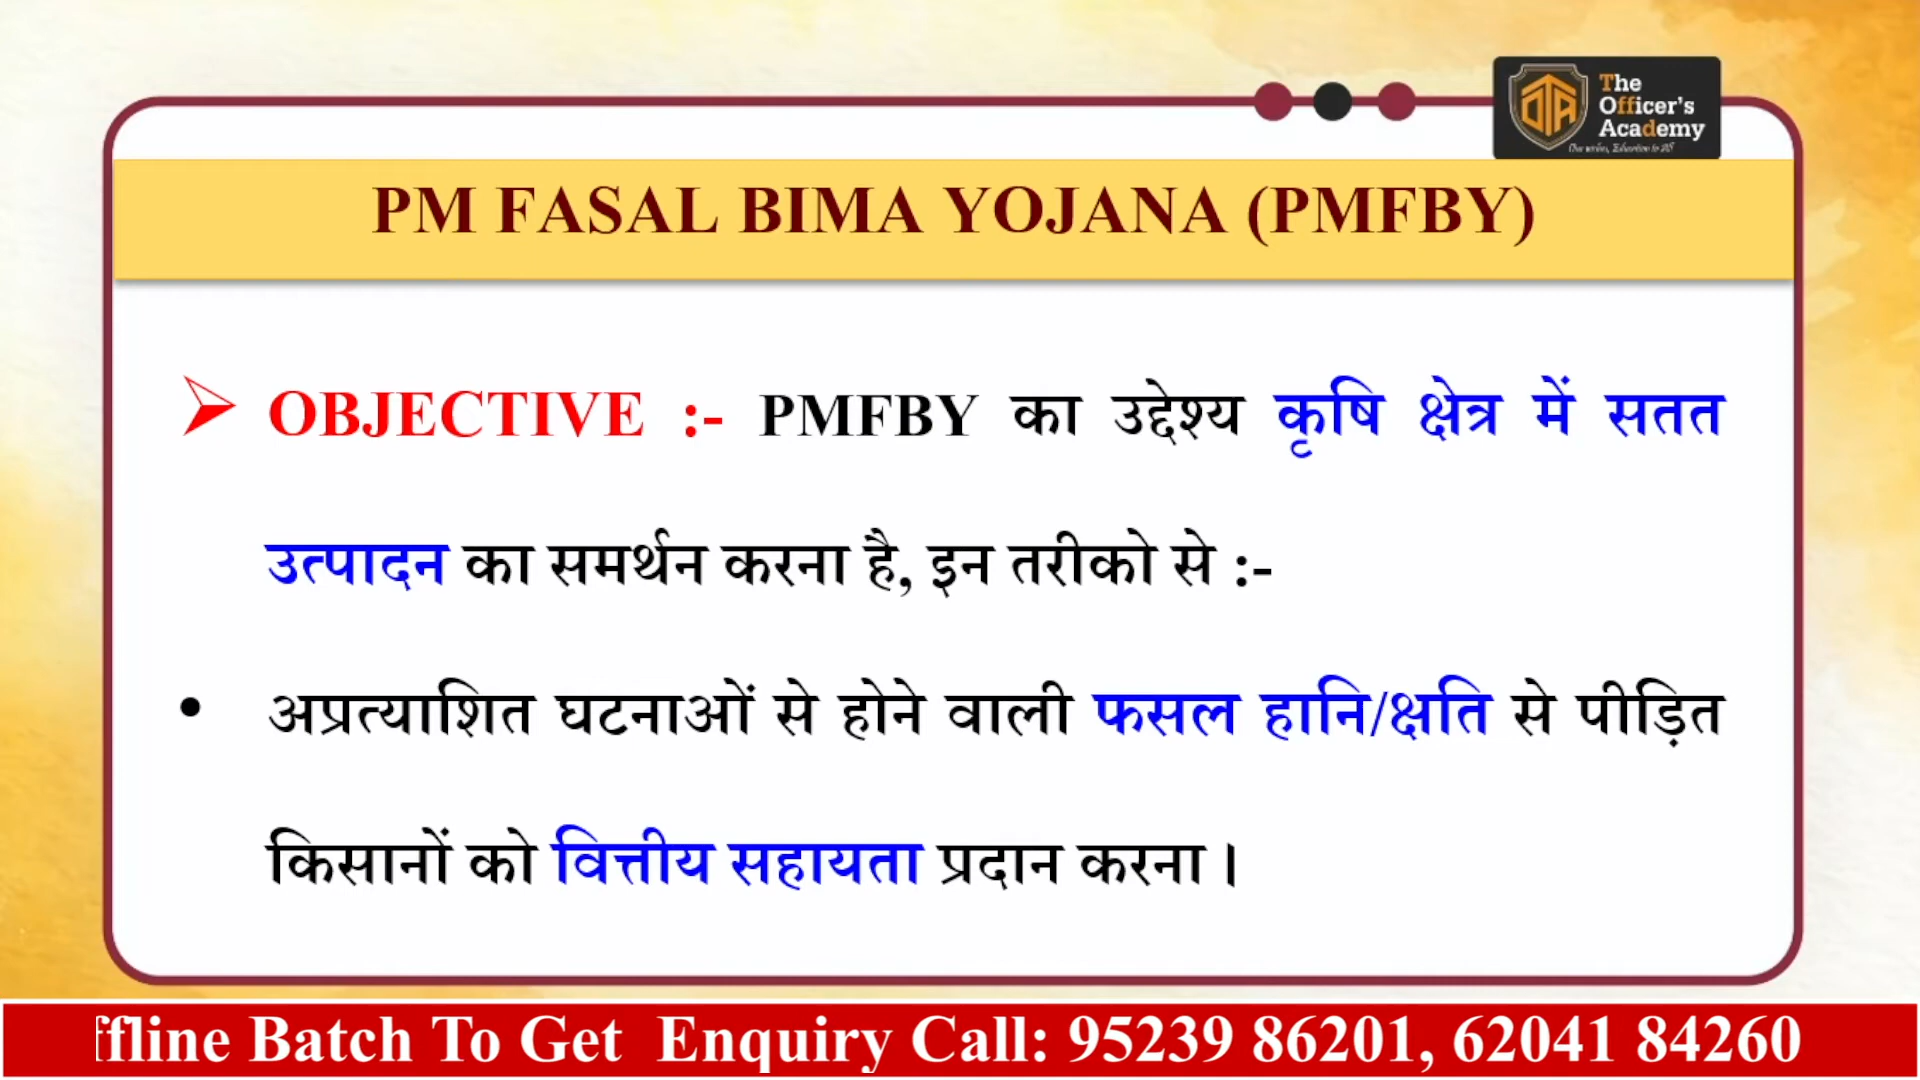 The
Officer's
Academy
PM FASAL BIMA YOJANA (PMFBY)
➢ OBJECTIVE :- PMFBY का उद्देश्य कृषि क्षेत्र में सतत
उत्पादन का समर्थन करना है, इन तरीको से :-
• अप्रत्याशित घटनाओं से होने वाली फसल हानि/क्षति से पीड़ित
किसानों को वित्तीय सहायता प्रदान करना।
ffline Batch To Get Enquiry Call: 95239 86201, 62041 84260